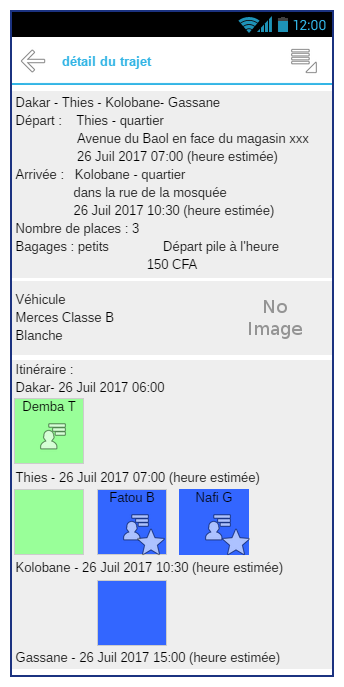 12:00
détail du trajet
Dakar - Thies - Kolobane- Gassane
Départ : Thies - quartier
Avenue du Baol en face du magasin xxx
26 Juil 2017 07:00 (heure estimée)
Arrivée : Kolobane - quartier
dans la rue de la mosquée
26 Juil 2017 10:30 (heure estimée)
Nombre de places : 3
Bagages : petits Départ pile à l'heure
150 CFA
Véhicule
Merces Classe B
Blanche
No
Image
Itinéraire :
Dakar- 26 Juil 2017 06:00
Demba T
Thies - 26 Juil 2017 07:00 (heure estimée)
Fatou B Nafi G
Kolobane - 26 Juil 2017 10:30 (heure estimée)
Gassane - 26 Juil 2017 15:00 (heure estimée)